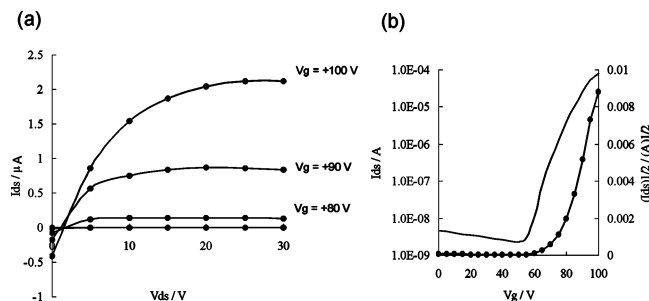 (a)
2.5
2
1.5
1
0.5
0
-0.5
-1
Ids / µA
0
10
20
30
Vds / V
Vg = +100 V
Vg = +90 V
Vg = +80 V
(b)
1.0E-04
1.0E-05
1.0E-06
1.0E-07
1.0E-08
1.0E-09
Ids / A
0
20
40
60
80
100
Vg / V
0.01
0.008
0.006
0.004
0.002
0
(Ids)1/2 / (A)1/2